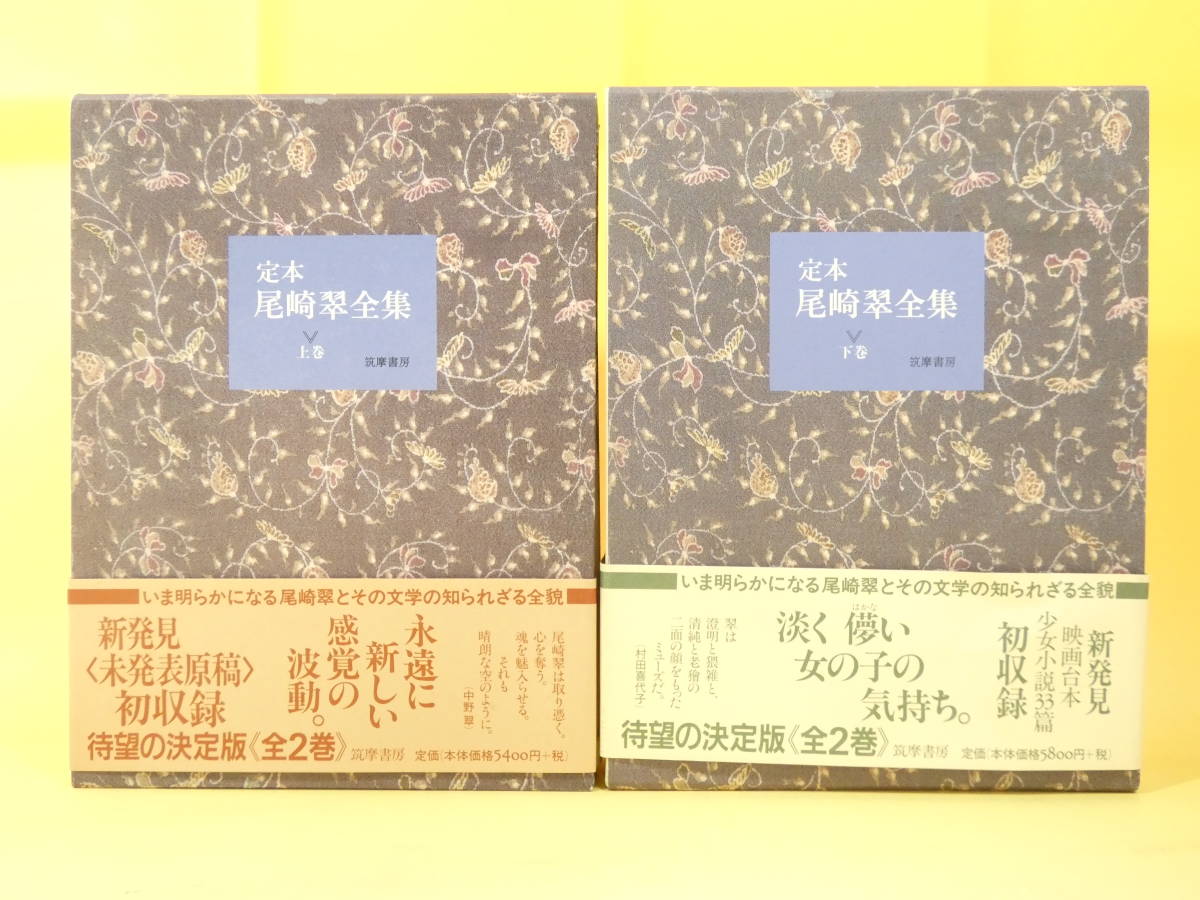 定本
尾崎翠全集
上巻
筑摩書房
いま明らかになる尾崎翠とその文学の知られざる全貌
尾崎翠は取り憑く。
心を奪う。
魂を魅入らせる。
それも
晴朗な空のように。
(中野 翠)
永遠に
新しい
感覚の
波動。
新発見
〈未発表原稿〉
初収録
待望の決定版《全2巻》筑摩書房 定価(本体価格5400円+税)
定本
尾崎翠全集
下巻
筑摩書房
いま明らかになる尾崎翠とその文学の知られざる全貌
新発見
映画台本
少女小説33篇
初収録
淡く儚い
はかな
女の子の
気持ち。
翠は
澄明と猥雑と、
清純と老獪の
二面の顔をもった
ミューズだ。
(村田喜代子)
待望の決定版《全2巻》筑摩書房 定価(本体価格5800円+税)